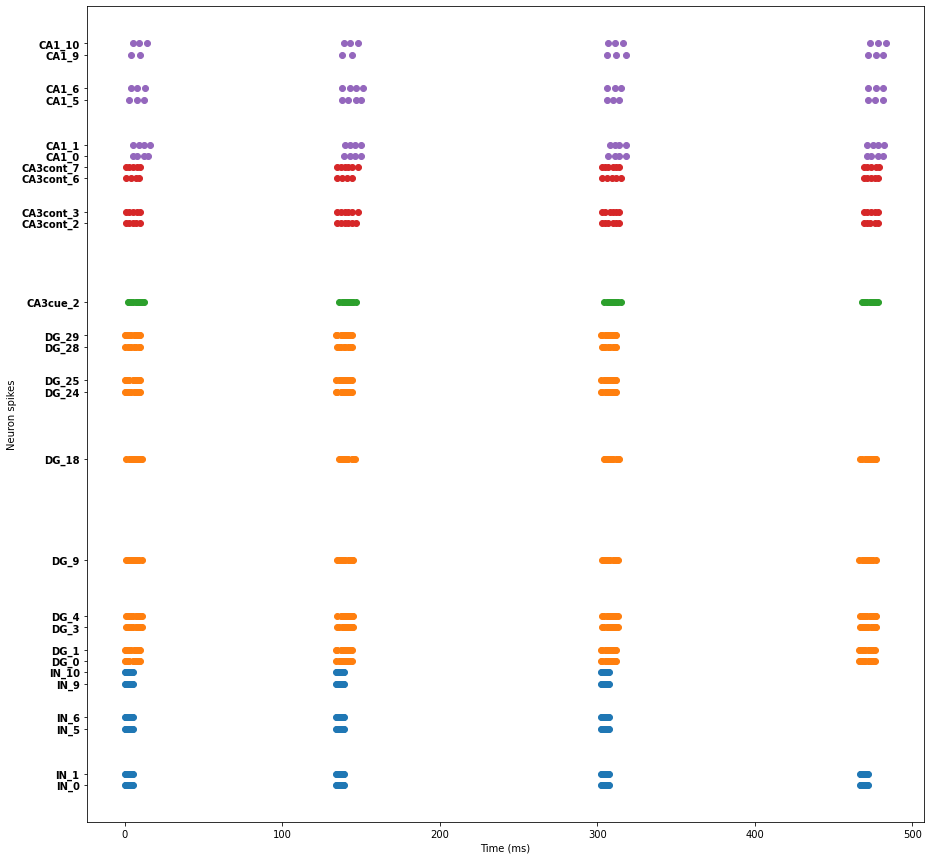 CA1_10
CA1_9
CA1_6
CA1_5
CA1_1
CA1_0
CA3cont_7
CA3cont_6
CA3cont_3
CA3cont_2
CA3cue_2
DG_29
DG_28
DG_25
DG_24
DG_18
DG_9
DG_4
DG_3
DG_1
DG_0
IN_10
IN_9
IN_6
IN_5
IN_1
IN_0
Neuron spikes
0 100 200 300 400 500
Time (ms)